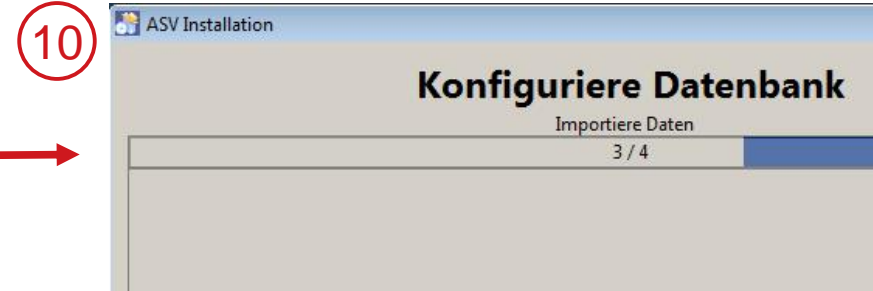 10
ASV Installation
Konfiguriere Datenbank
Importiere Daten
3 / 4